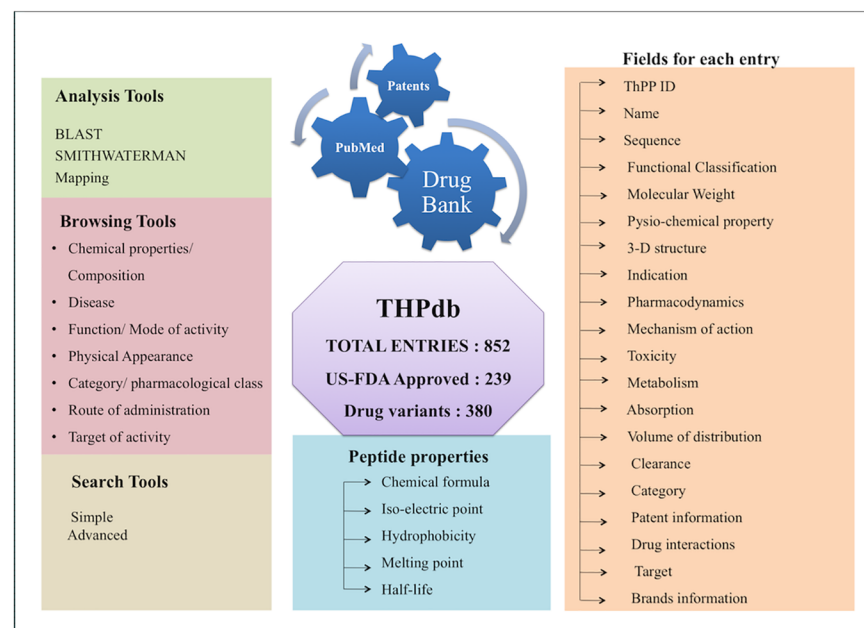 Analysis Tools
BLAST
SMITHWATERMAN
Mapping
Browsing Tools
• Chemical properties/
Composition
• Disease
• Function/ Mode of activity
• Physical Appearance
• Category/ pharmacological class
• Route of administration
• Target of activity
Search Tools
Simple
Advanced
Patents
PubMed
Drug
Bank
THPdb
TOTAL ENTRIES : 852
US-FDA Approved : 239
Drug variants : 380
Peptide properties
Chemical formula
Iso-electric point
Hydrophobicity
Melting point
Half-life
Fields for each entry
ThPP ID
Name
Sequence
Functional Classification
Molecular Weight
Pysio-chemical property
3-D structure
Indication
Pharmacodynamics
Mechanism of action
Toxicity
Metabolism
Absorption
Volume of distribution
Clearance
Category
Patent information
Drug interactions
Target
Brands information